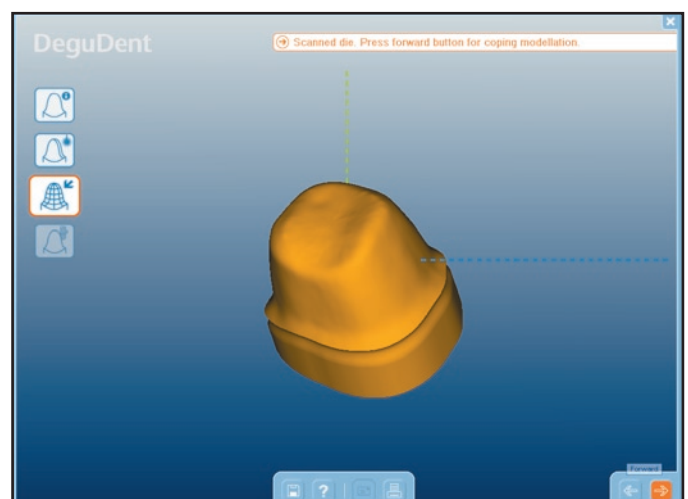 DeguDent
Scanned die. Press forward button for coping modellation.
?
Forward